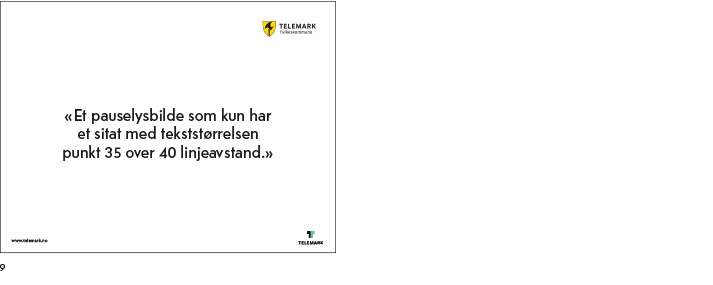 TELEMARK
fylkeskommune
«Et pauselysbilde som kun har
et sitat med tekststørrelsen
punkt 35 over 40 linjeavstand.»
www.telemark.no
TELEMARK
9